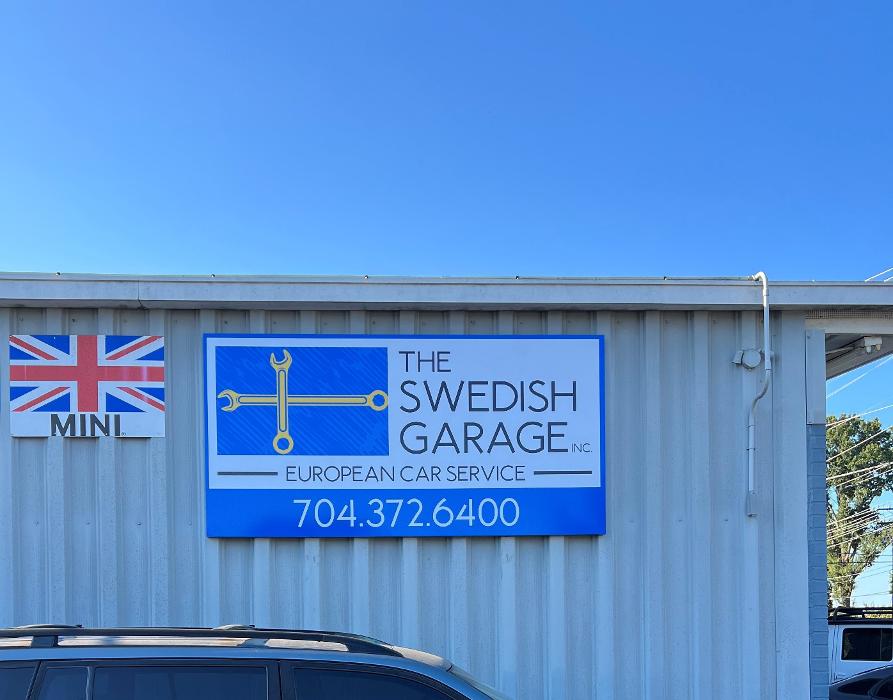 MINI
THE
SWEDISH
GARAGE INC.
EUROPEAN CAR SERVICE
704.372.6400